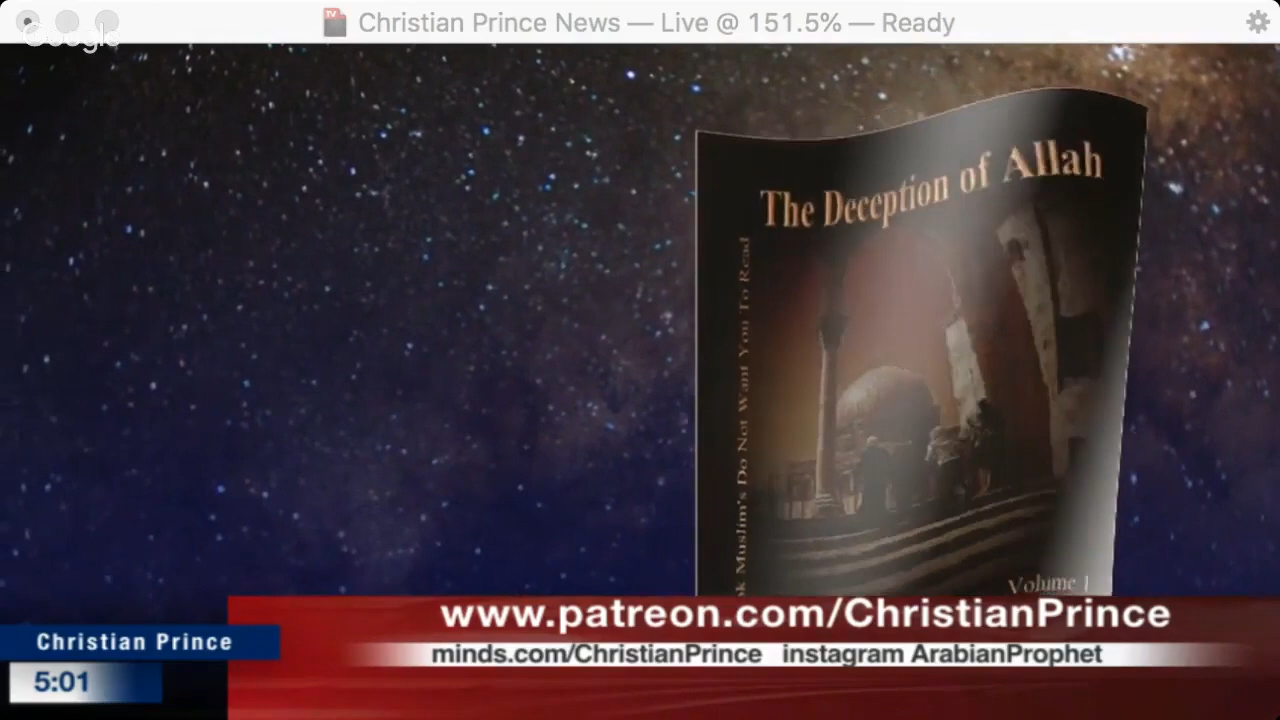 Christian Prince News — Live @ 151.5% — Ready
Google
The Deception of Allah
k Muslim's Do Not Want You To Read
Volume 1
www.patreon.com/ChristianPrince
minds.com/ChristianPrince instagram ArabianProphet
Christian Prince
5:01